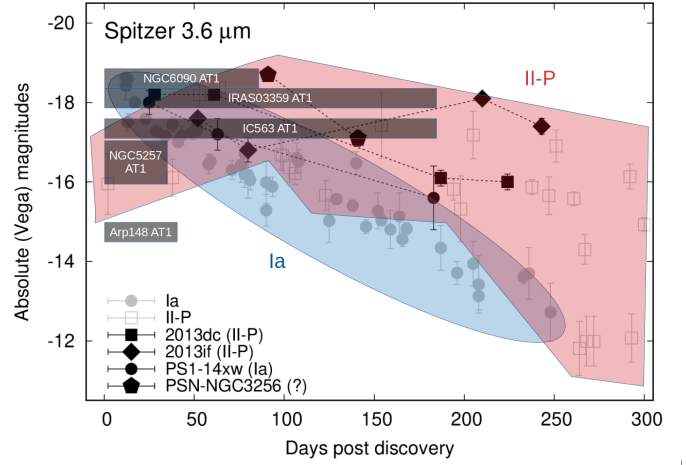 Spitzer 3.6 μm
II-P
NGC6090 AT1
IRAS03359 AT1
IC563 AT1
NGC5257
AT1
Arp148 AT1
Ia
Ia
II-P
2013dc (II-P)
2013if (II-P)
PS1-14xw (Ia)
PSN-NGC3256 (?)
Absolute (Vega) magnitudes
-20
-18
-16
-14
-12
0 50 100 150 200 250 300
Days post discovery